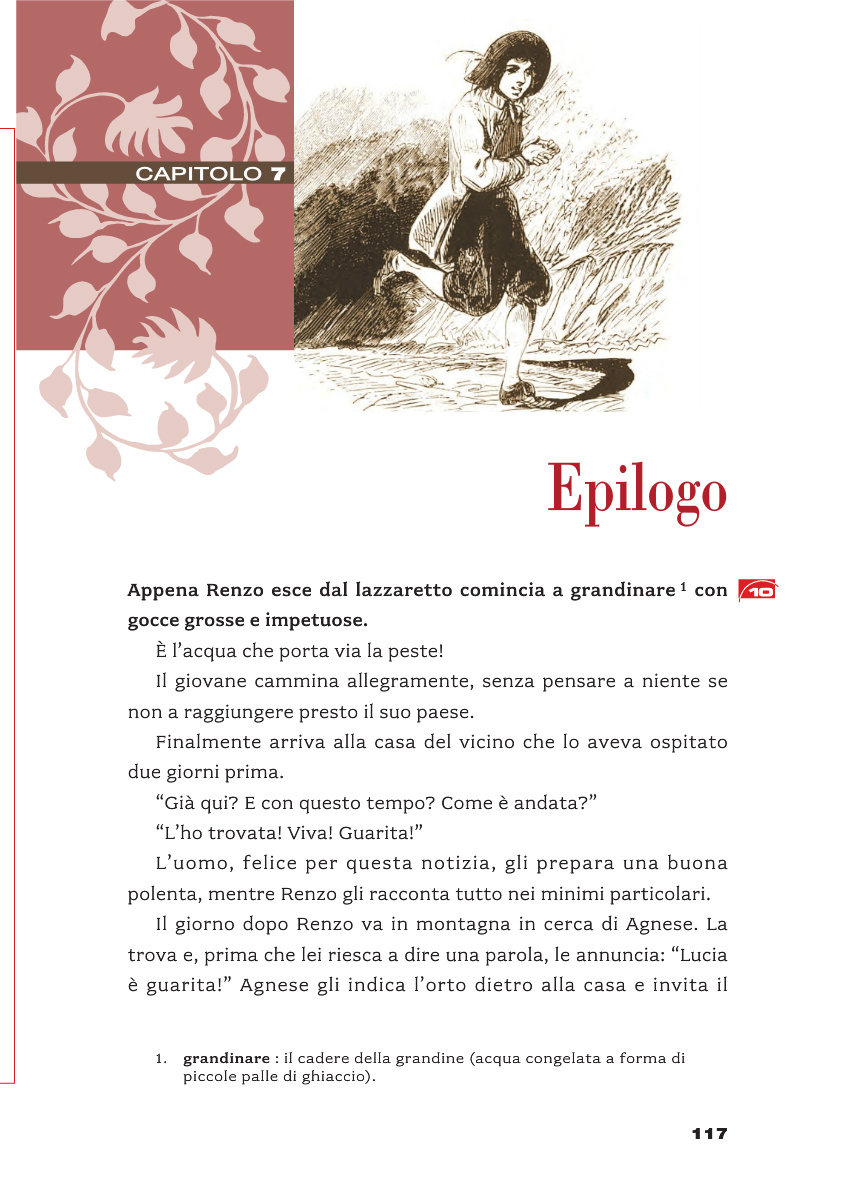 CAPITOLO 7
Epilogo
Appena Renzo esce dal lazzaretto comincia a grandinare 1 con
10
gocce grosse e impetuose.
È l’acqua che porta via la peste!
Il giovane cammina allegramente, senza pensare a niente se
non a raggiungere presto il suo paese.
Finalmente arriva alla casa del vicino che lo aveva ospitato
due giorni prima.
“Già qui? E con questo tempo? Come è andata?”
“L’ho trovata! Viva! Guarita!”
L’uomo, felice per questa notizia, gli prepara una buona
polenta, mentre Renzo gli racconta tutto nei minimi particolari.
Il giorno dopo Renzo va in montagna in cerca di Agnese. La
trova e, prima che lei riesca a dire una parola, le annuncia: “Lucia
è guarita!” Agnese gli indica l’orto dietro alla casa e invita il
1. grandinare : il cadere della grandine (acqua congelata a forma di
piccole palle di ghiaccio).
117